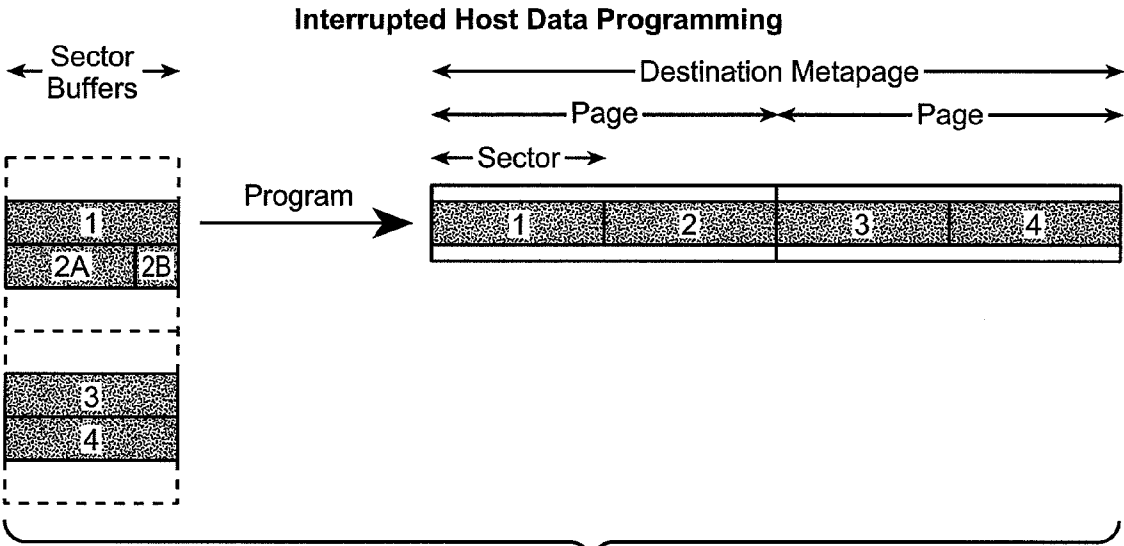 Interrupted Host Data Programming
Sector
Buffers
Destination Metapage
Page Page
Sector
Program
1
2A 2B
3
4
1 2 3 4